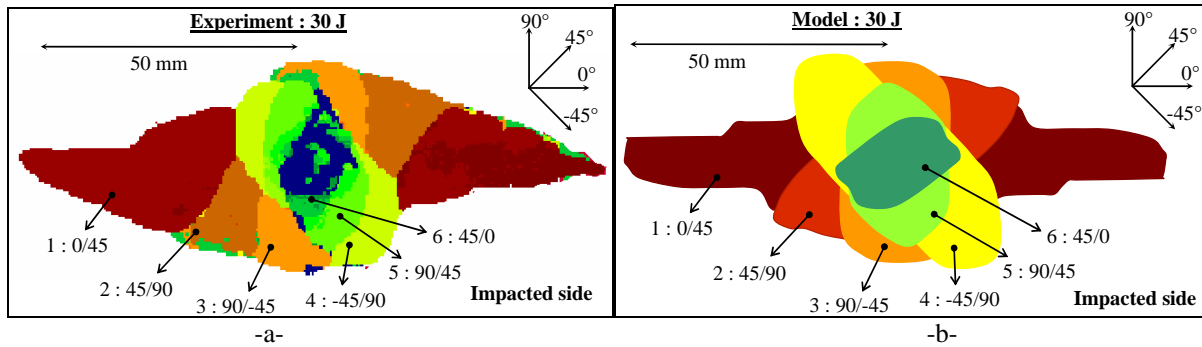 Experiment : 30 J
90°
45°
0°
-45°
50 mm
1 : 0/45
2 : 45/90
3 : 90/-45
4 : -45/90
5 : 90/45
6 : 45/0
Impacted side
-a-
Model : 30 J
90°
45°
0°
-45°
50 mm
1 : 0/45
2 : 45/90
3 : 90/-45
4 : -45/90
5 : 90/45
6 : 45/0
Impacted side
-b-